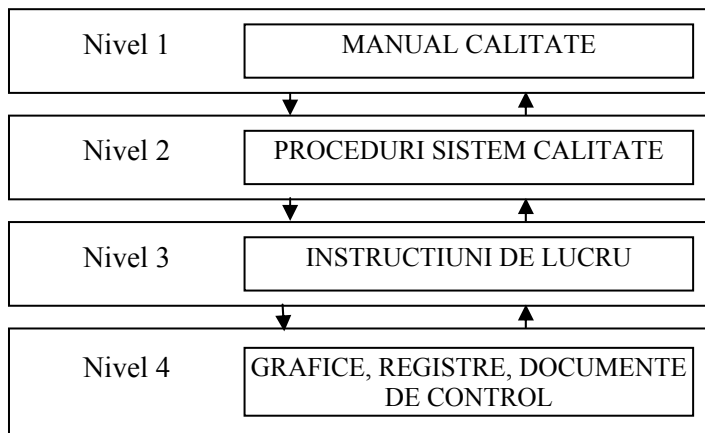 Nivel 1 MANUAL CALITATE
Nivel 2 PROCEDURI SISTEM CALITATE
Nivel 3 INSTRUCTIUNI DE LUCRU
Nivel 4 GRAFICE, REGISTRE, DOCUMENTE
DE CONTROL